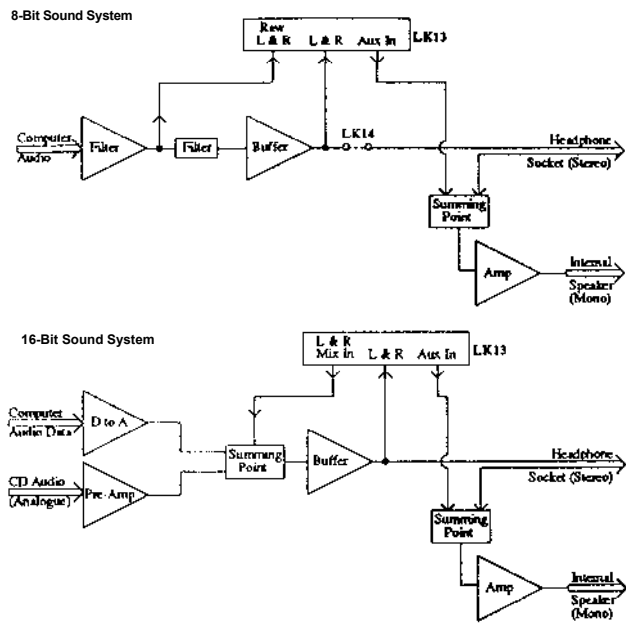 8-Bit Sound System
Raw
L & R L & R Aux In
LK13
Computer
Audio
Filter
Filter
Buffer
LK14
Headphone
Socket (Stereo)
Summing
Point
Amp
Internal
Speaker
(Mono)
16-Bit Sound System
L & R
Mix In L & R Aux In
LK13
Computer
Audio Data
D to A
CD Audio
(Analogue)
Pre-Amp
Summing
Point
Buffer
Headphone
Socket (Stereo)
Summing
Point
Amp
Internal
Speaker
(Mono)